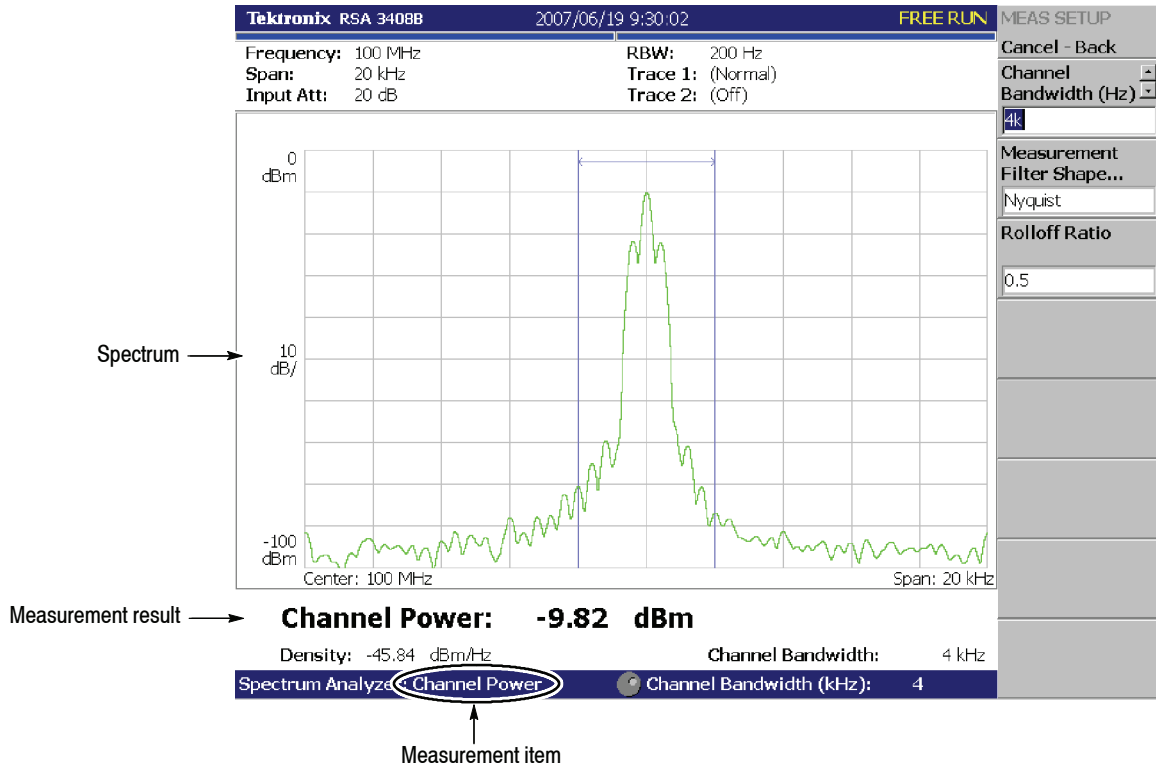 Tektronix RSA 3408B 2007/06/19 9:30:02 FREE RUN
Frequency: 100 MHz RBW: 200 Hz
Span: 20 kHz Trace 1: (Normal)
Input Att: 20 dB Trace 2: (Off)
MEAS SETUP
Cancel - Back
Channel
Bandwidth (Hz)
4k
Measurement
Filter Shape...
Nyquist
Rolloff Ratio
0.5
0
dBm
Spectrum
10
dB/
-100
dBm
Center: 100 MHz Span: 20 kHz
Measurement result
Channel Power: -9.82 dBm
Density: -45.84 dBm/Hz Channel Bandwidth: 4 kHz
Spectrum Analyzer: Channel Power Channel Bandwidth (kHz): 4
Measurement item